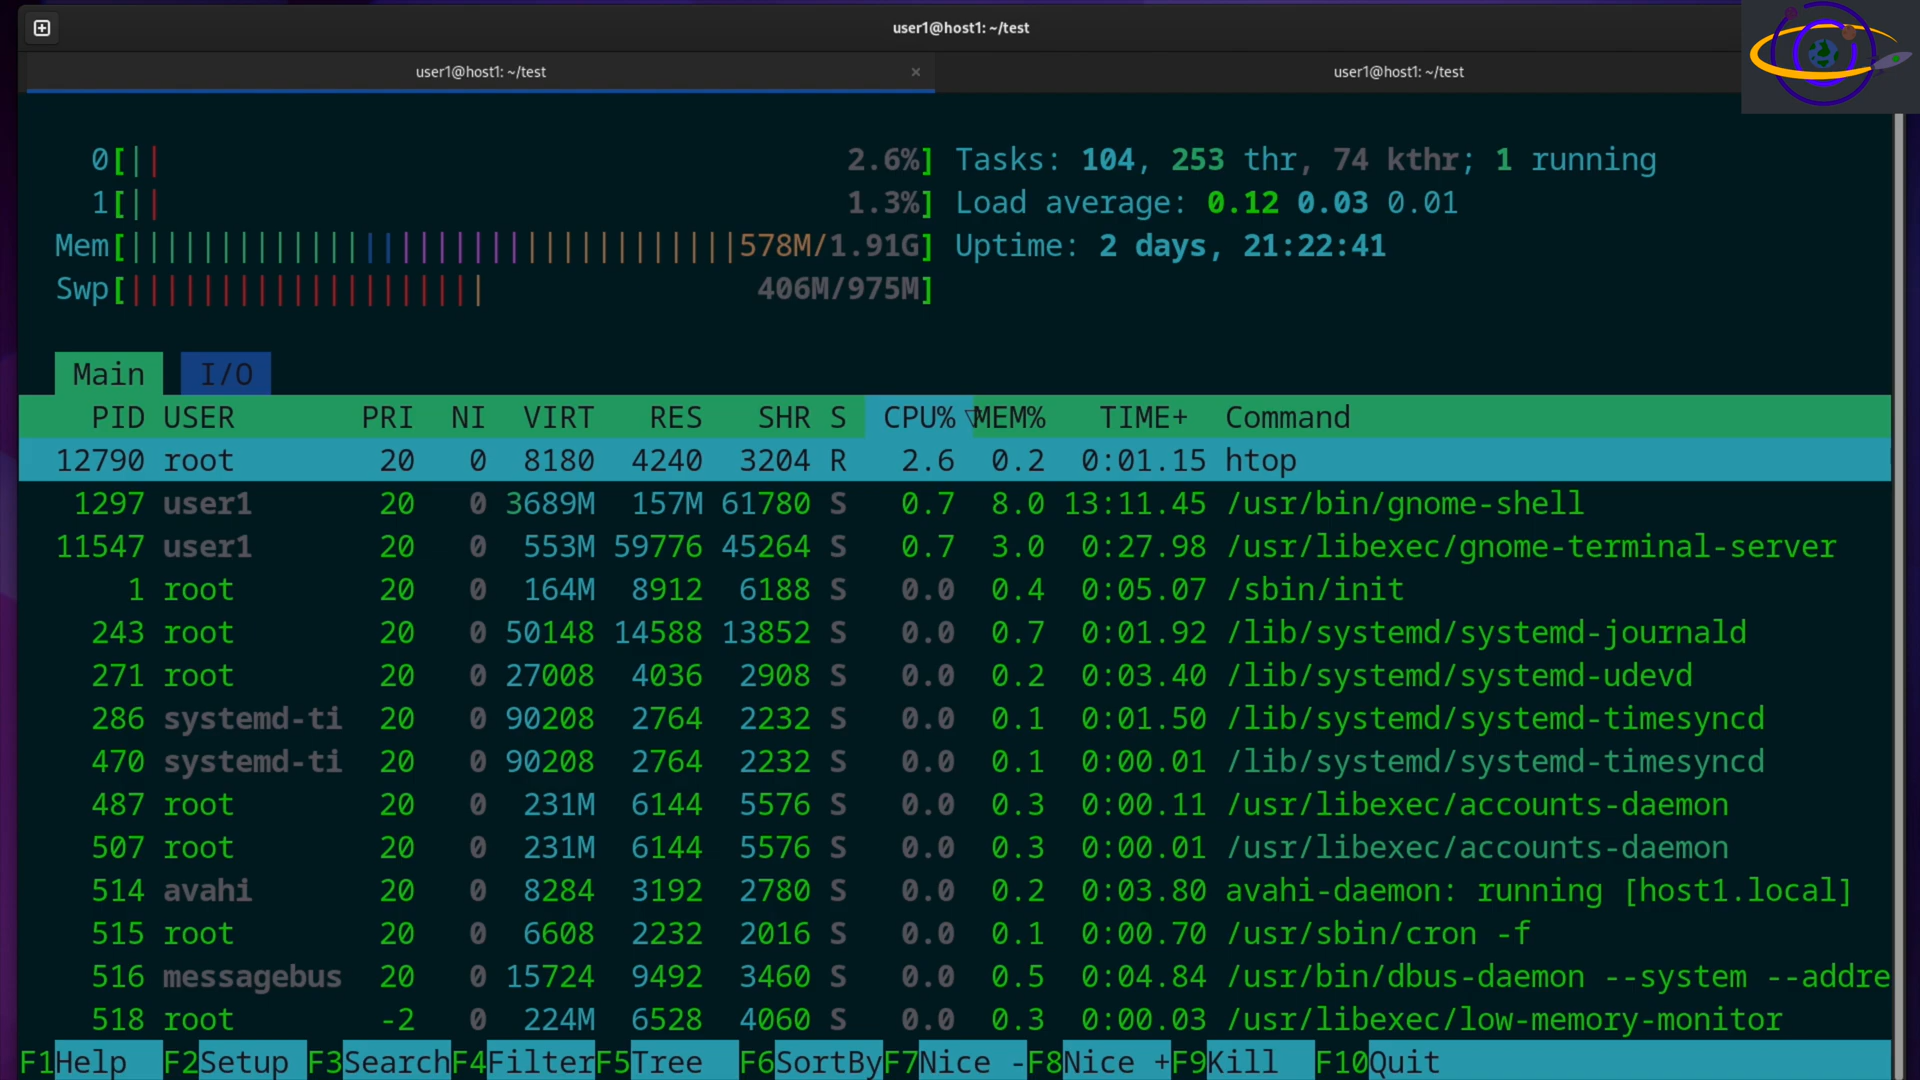 user1@host1: ~/test
user1@host1: ~/test × user1@host1: ~/test
0[|| 2.6%] Tasks: 104, 253 thr, 74 kthr; 1 running
1[|| 1.3%] Load average: 0.12 0.03 0.01
Mem[||||||||||||||||||||||||||||||||||578M/1.91G] Uptime: 2 days, 21:22:41
Swp[|||||||||||||||||||| 406M/975M]
Main I/O
PID USER PRI NI VIRT RES SHR S CPU%▽MEM% TIME+ Command
12790 root 20 0 8180 4240 3204 R 2.6 0.2 0:01.15 htop
1297 user1 20 0 3689M 157M 61780 S 0.7 8.0 13:11.45 /usr/bin/gnome-shell
11547 user1 20 0 553M 59776 45264 S 0.7 3.0 0:27.98 /usr/libexec/gnome-terminal-server
1 root 20 0 164M 8912 6188 S 0.0 0.4 0:05.07 /sbin/init
243 root 20 0 50148 14588 13852 S 0.0 0.7 0:01.92 /lib/systemd/systemd-journald
271 root 20 0 27008 4036 2908 S 0.0 0.2 0:03.40 /lib/systemd/systemd-udevd
286 systemd-ti 20 0 90208 2764 2232 S 0.0 0.1 0:01.50 /lib/systemd/systemd-timesyncd
470 systemd-ti 20 0 90208 2764 2232 S 0.0 0.1 0:00.01 /lib/systemd/systemd-timesyncd
487 root 20 0 231M 6144 5576 S 0.0 0.3 0:00.11 /usr/libexec/accounts-daemon
507 root 20 0 231M 6144 5576 S 0.0 0.3 0:00.01 /usr/libexec/accounts-daemon
514 avahi 20 0 8284 3192 2780 S 0.0 0.2 0:03.80 avahi-daemon: running [host1.local]
515 root 20 0 6608 2232 2016 S 0.0 0.1 0:00.70 /usr/sbin/cron -f
516 messagebus 20 0 15724 9492 3460 S 0.0 0.5 0:04.84 /usr/bin/dbus-daemon --system --addre
518 root -2 0 224M 6528 4060 S 0.0 0.3 0:00.03 /usr/libexec/low-memory-monitor
F1Help F2Setup F3SearchF4FilterF5Tree F6SortByF7Nice -F8Nice +F9Kill F10Quit